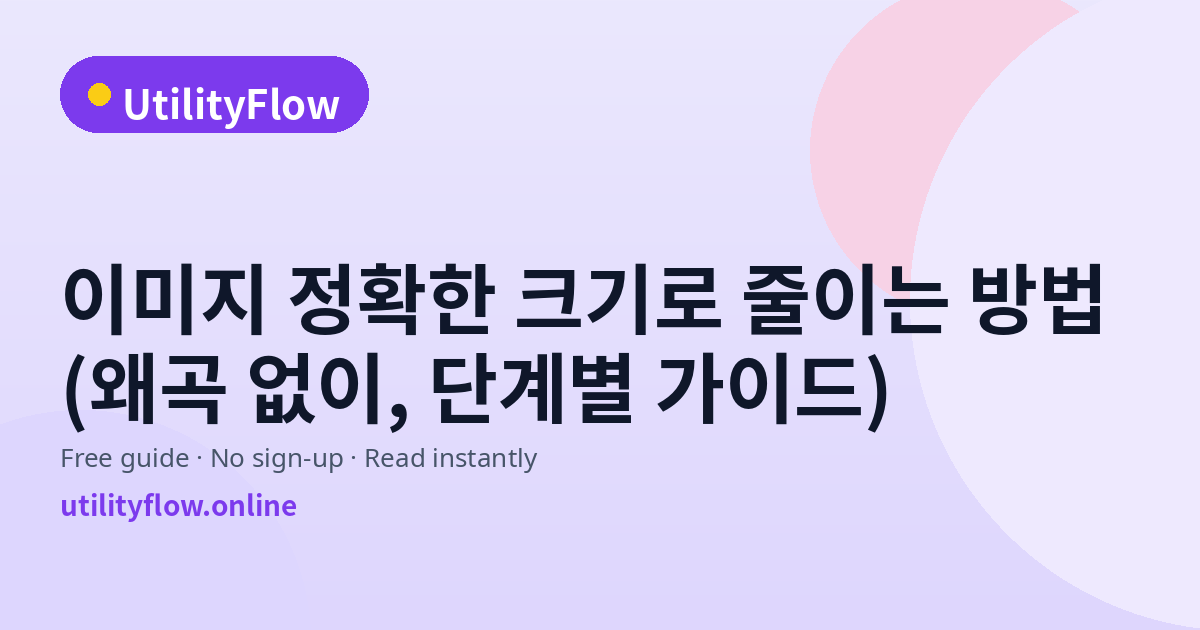 UtilityFlow
이미지 정확한 크기로 줄이는 방법
(왜곡 없이, 단계별 가이드)
Free guide · No sign-up · Read instantly
utilityflow.online